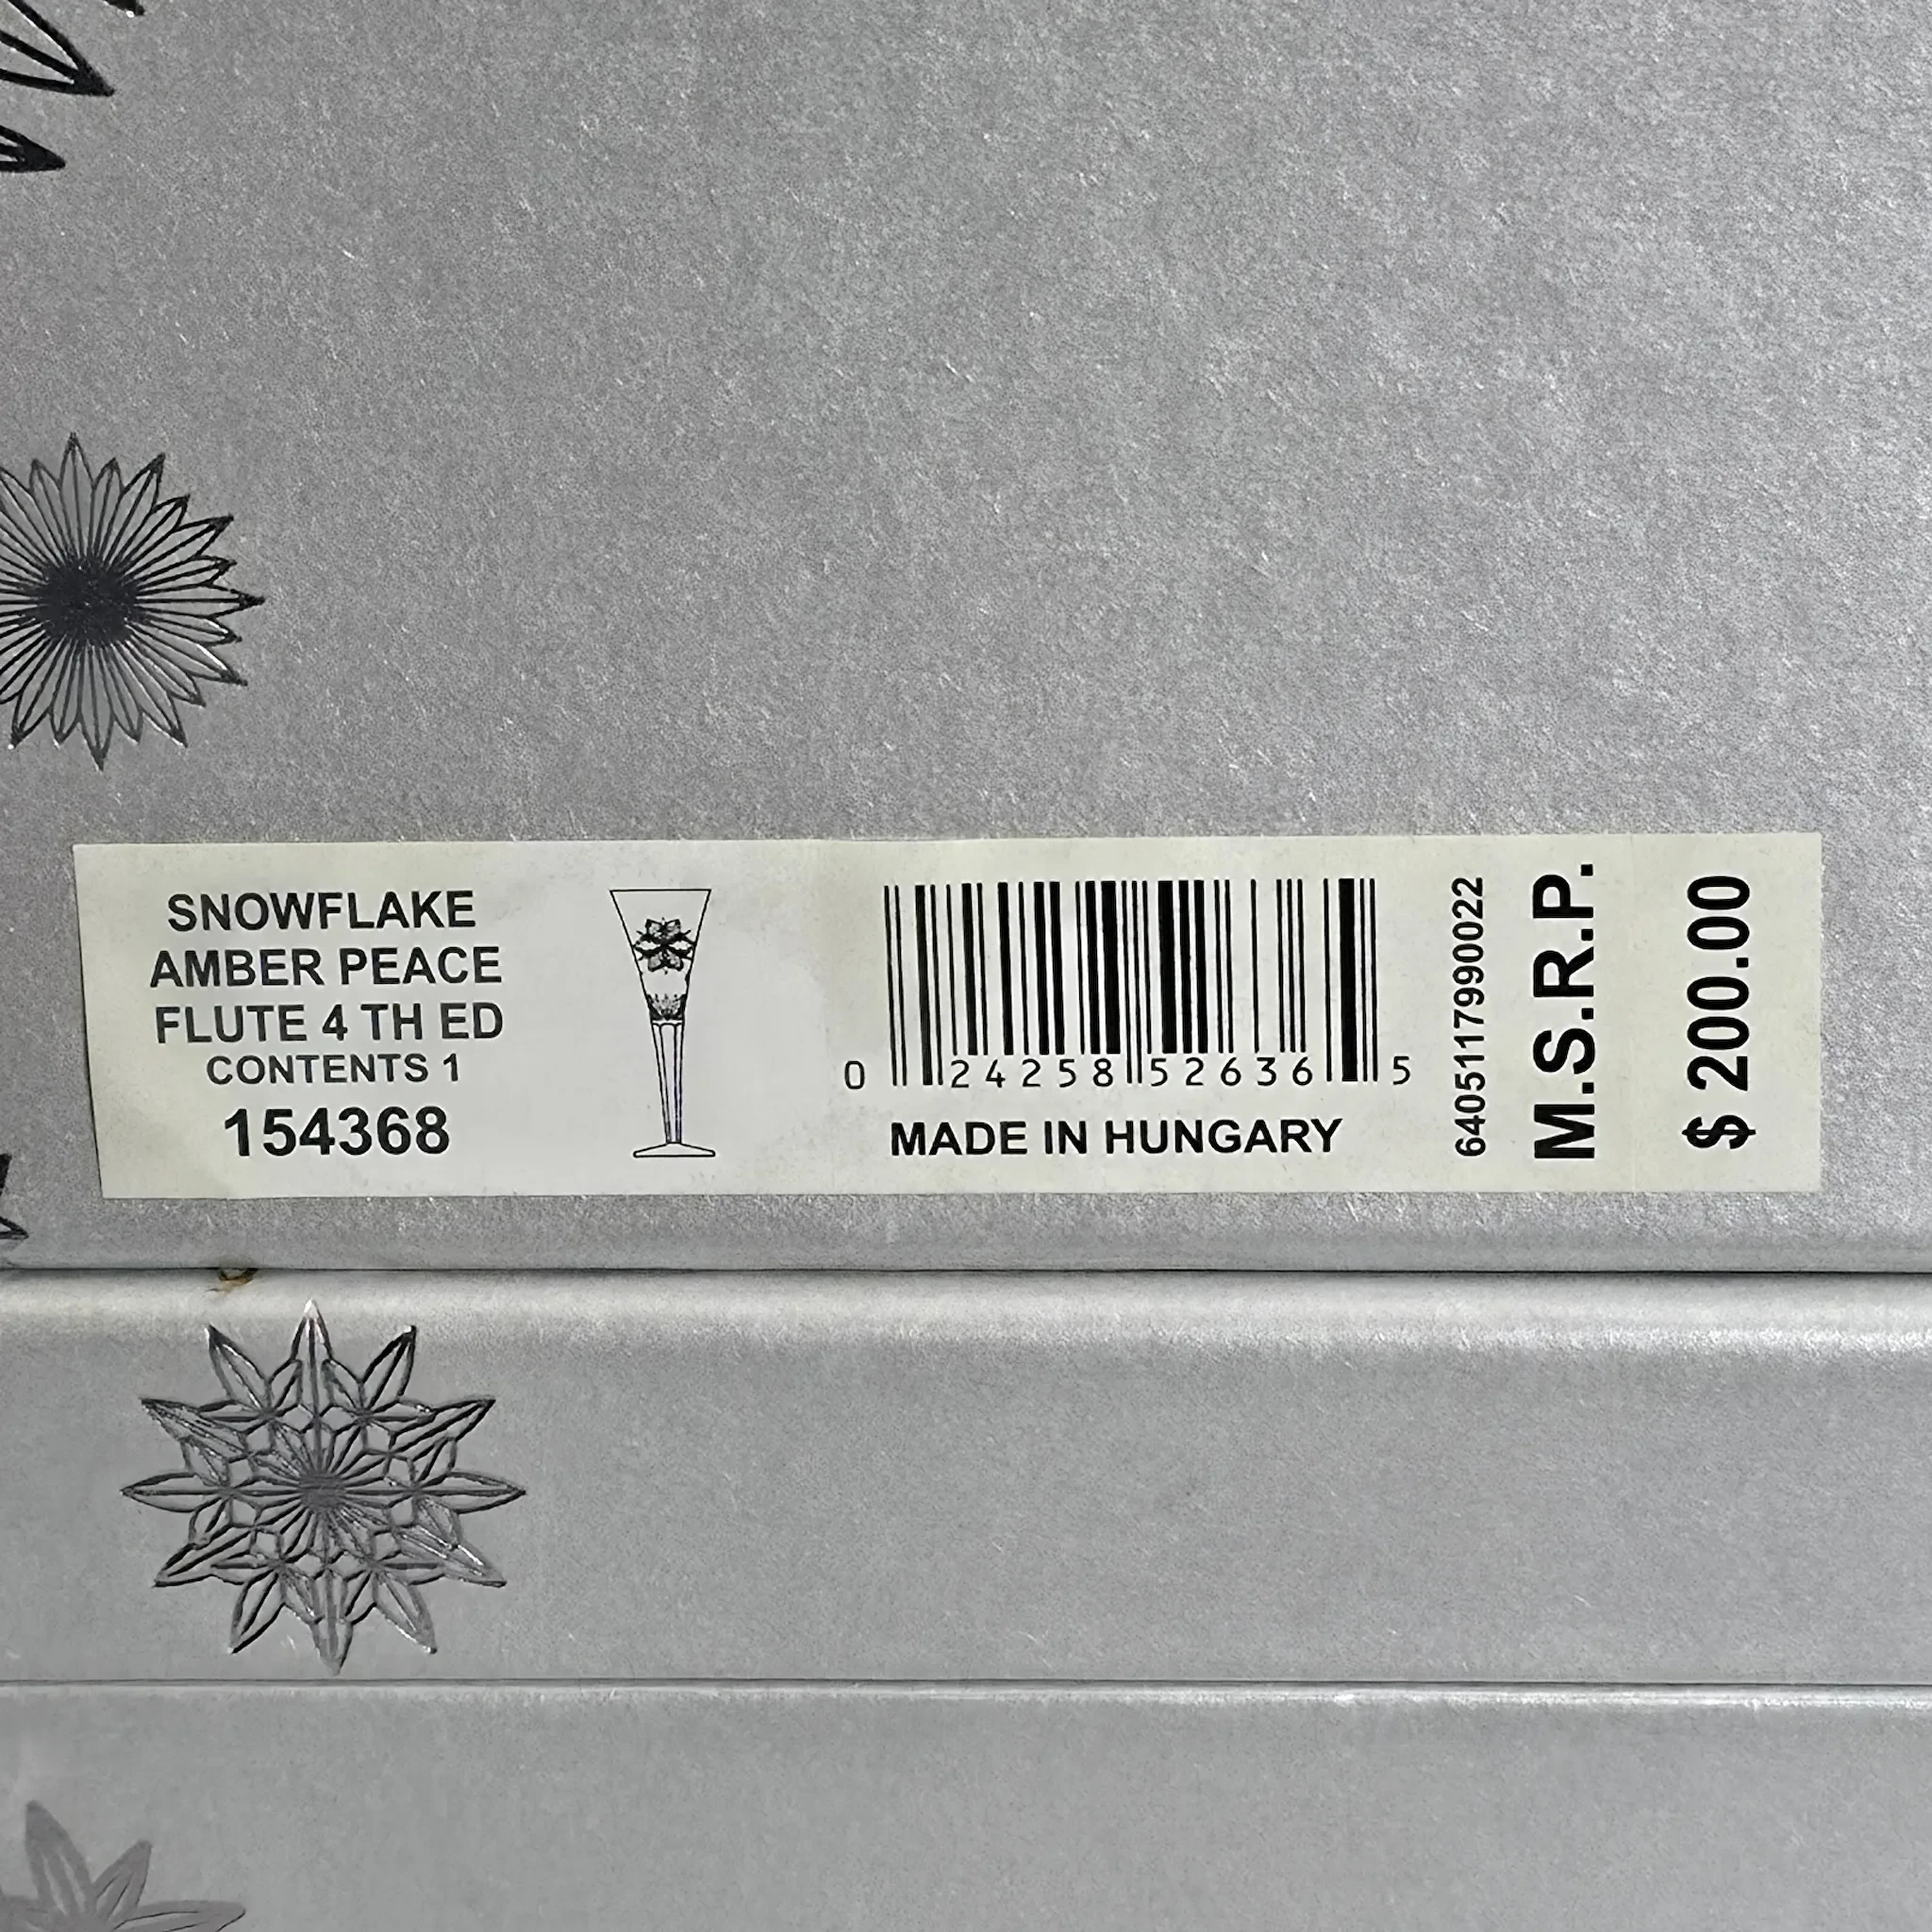 SNOWFLAKE
AMBER PEACE
FLUTE 4 TH ED
CONTENTS 1
154368
0 24258 52636 5
MADE IN HUNGARY
6405117990022
M.S.R.P.
$ 200.00